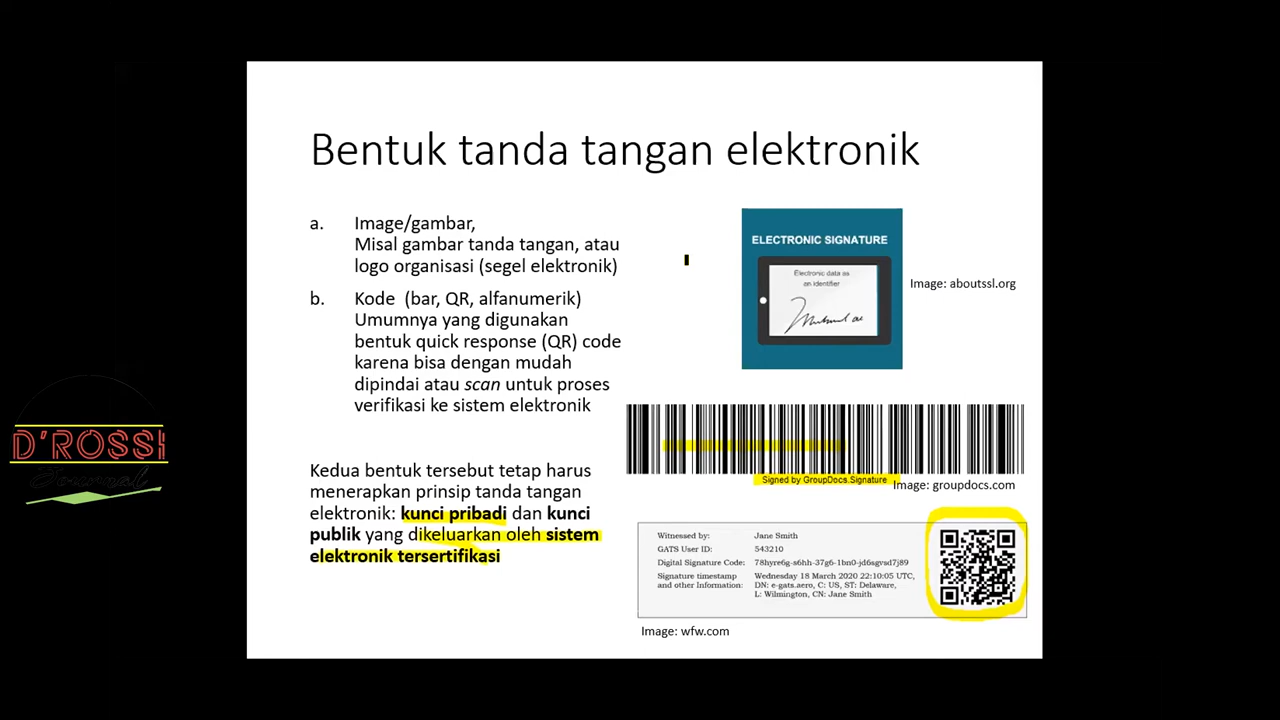 Bentuk tanda tangan elektronik
a. Image/gambar,
Misal gambar tanda tangan, atau
logo organisasi (segel elektronik)
b. Kode (bar, QR, alfanumerik)
Umumnya yang digunakan
bentuk quick response (QR) code
karena bisa dengan mudah
dipindai atau scan untuk proses
verifikasi ke sistem elektronik
Kedua bentuk tersebut tetap harus
menerapkan prinsip tanda tangan
elektronik: kunci pribadi dan kunci
publik yang dikeluarkan oleh sistem
elektronik tersertifikasi
ELECTRONIC SIGNATURE
Electronic data as
an identifier
Image: aboutssl.org
Signed by GroupDocs.Signature
Image: groupdocs.com
Witnessed by: Jane Smith
GATS User ID: 543210
Digital Signature Code: 78hyre6g-s6hh-37g6-1bn0-jd6sgvsd7j89
Signature timestamp Wednesday 18 March 2020 22:10:05 UTC,
and other Information: DN: e-gats.aero, C: US, ST: Delaware,
L: Wilmington, CN: Jane Smith
Image: wfw.com
D'ROSSI
Journal